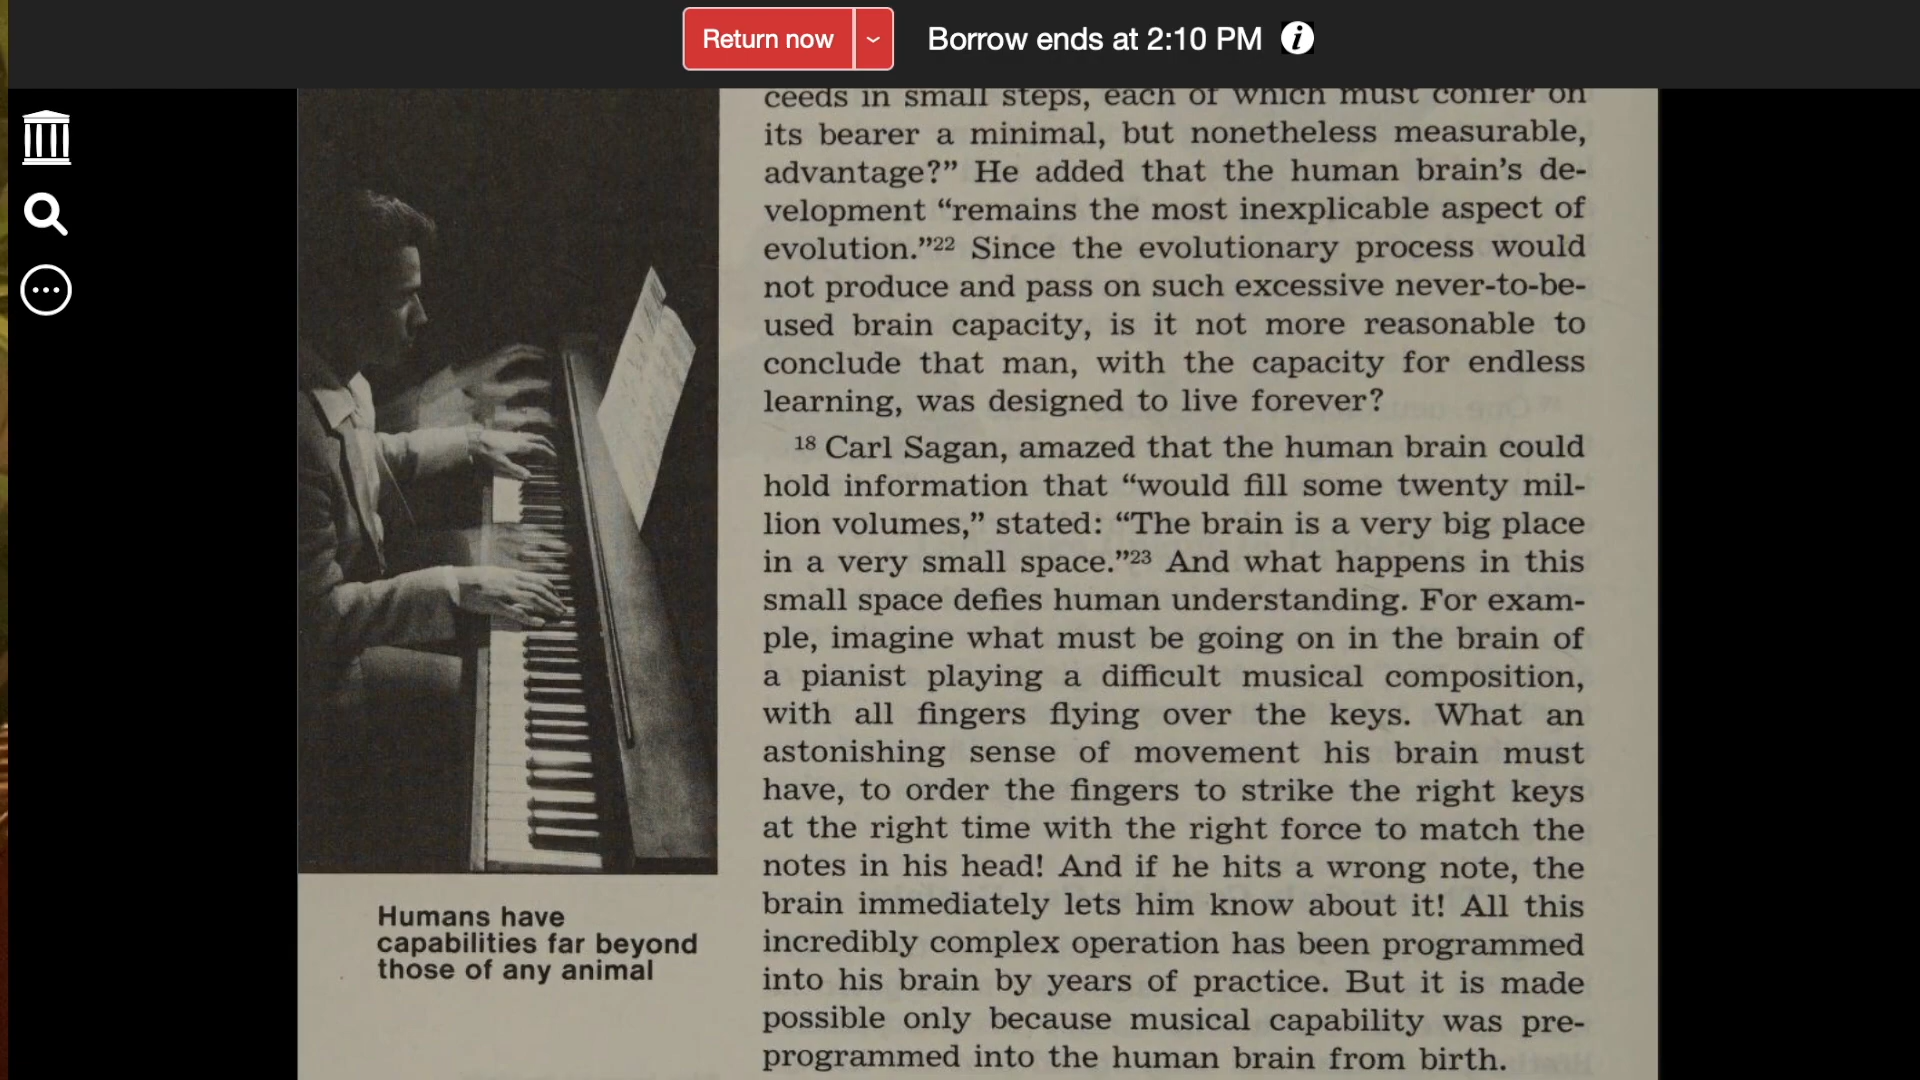 Return now
Borrow ends at 2:10 PM
ceeds in small steps, each of which must confer on
its bearer a minimal, but nonetheless measurable,
advantage?” He added that the human brain’s de-
velopment “remains the most inexplicable aspect of
evolution.”22 Since the evolutionary process would
not produce and pass on such excessive never-to-be-
used brain capacity, is it not more reasonable to
conclude that man, with the capacity for endless
learning, was designed to live forever?
18 Carl Sagan, amazed that the human brain could
hold information that “would fill some twenty mil-
lion volumes,” stated: “The brain is a very big place
in a very small space.”23 And what happens in this
small space defies human understanding. For exam-
ple, imagine what must be going on in the brain of
a pianist playing a difficult musical composition,
with all fingers flying over the keys. What an
astonishing sense of movement his brain must
have, to order the fingers to strike the right keys
at the right time with the right force to match the
notes in his head! And if he hits a wrong note, the
brain immediately lets him know about it! All this
incredibly complex operation has been programmed
into his brain by years of practice. But it is made
possible only because musical capability was pre-
programmed into the human brain from birth.
Humans have
capabilities far beyond
those of any animal